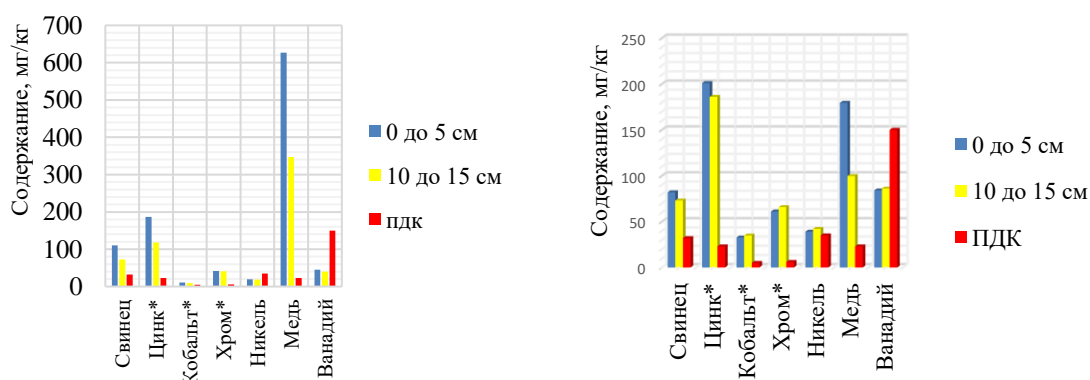 Содержание, мг/кг
700
600
500
400
300
200
100
0
Свинец
Цинк*
Кобальт*
Хром*
Никель
Медь
Ванадий
0 до 5 см
10 до 15 см
пдк
Содержание, мг/кг
250
200
150
100
50
0
Свинец
Цинк*
Кобальт*
Хром*
Никель
Медь
Ванадий
0 до 5 см
10 до 15 см
ПДК